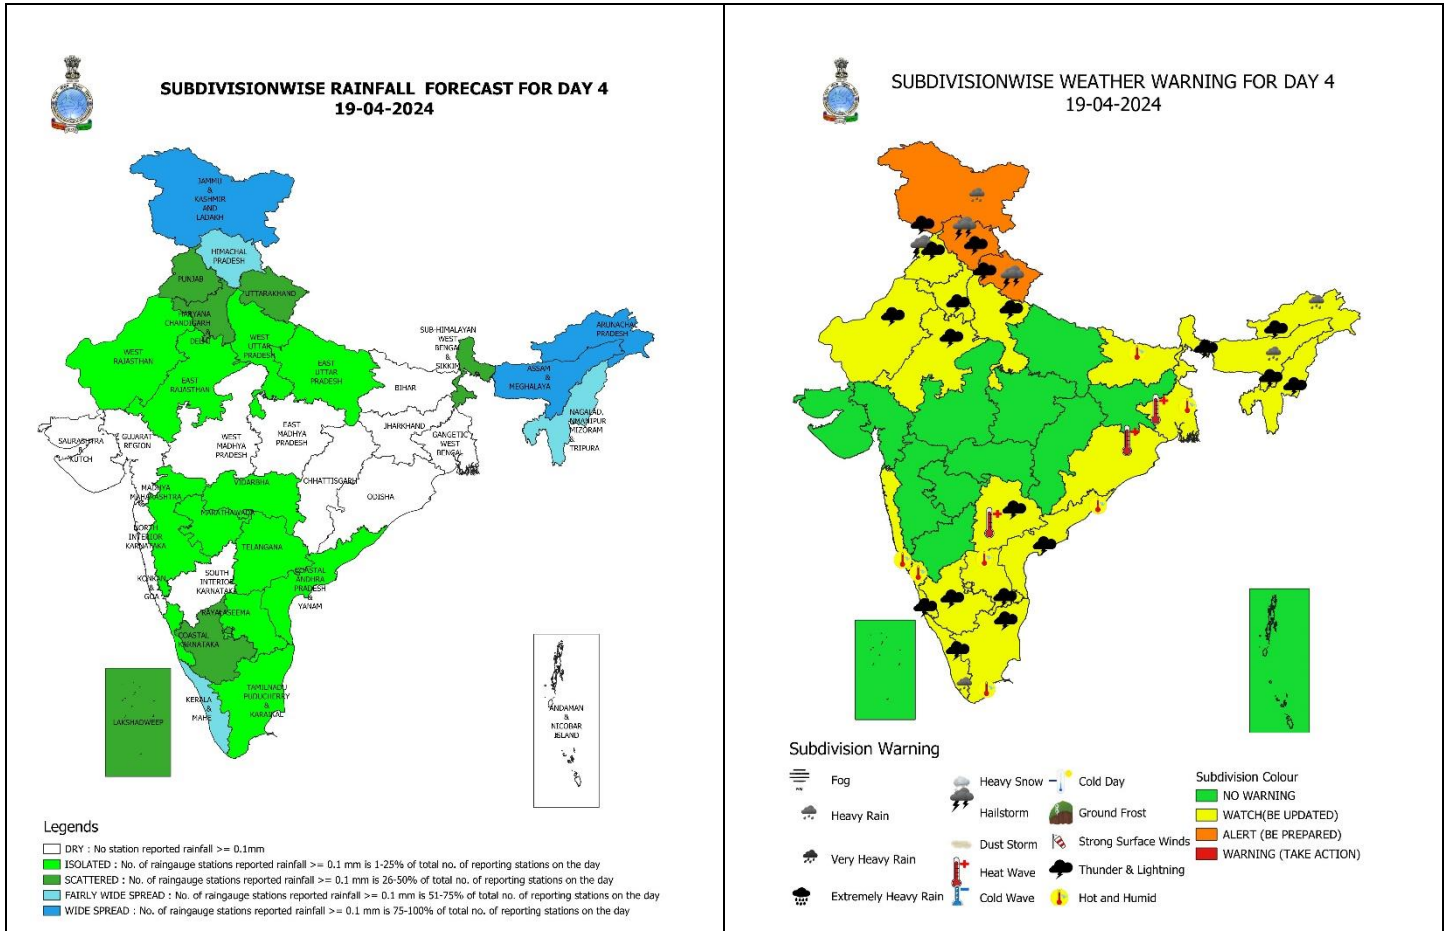 SUBDIVISIONWISE RAINFALL FORECAST FOR DAY 4
19-04-2024
JAMMU
&
KASHMIR
AND
LADAKH
HIMACHAL
PRADESH
PUNJAB
UTTARAKHAND
HARYANA
CHANDIGARH
&
DELHI
WEST
UTTAR
PRADESH
WEST
RAJASTHAN
EAST
RAJASTHAN
EAST
UTTAR
PRADESH
SUB-HIMALAYAN
WEST
BENGAL
&
SIKKIM
ARUNACHAL
PRADESH
ASSAM
&
MEGHALAYA
BIHAR
NAGALAD,
MANIPUR
MIZORAM
&
TRIPURA
SAURASHTRA
&
KUTCH
GUJARAT
REGION
WEST
MADHYA
PRADESH
EAST
MADHYA
PRADESH
JHARKHAND
GANGETIC
WEST
BENGAL
CHHATTISGARH
ODISHA
MADHYA
MAHARASHTRA
VIDARBHA
MARATHAWADA
NORTH
INTERIOR
KARNATAKA
TELANGANA
KONKAN
&
GOA
SOUTH
INTERIOR
KARNATAKA
COASTAL
ANDHRA
PRADESH
&
YANAM
RAYALASEEMA
COASTAL
KARNATAKA
TAMILNADU
PUDUCHERRY
&
KARAIKAL
KERALA
&
MAHE
LAKSHADWEEP
ANDAMAN
&
NICOBAR
ISLAND
Legends
DRY : No station reported rainfall >= 0.1mm
ISOLATED : No. of raingauge stations reported rainfall >= 0.1 mm is 1-25% of total no. of reporting stations on the day
SCATTERED : No. of raingauge stations reported rainfall >= 0.1 mm is 26-50% of total no. of reporting stations on the day
FAIRLY WIDE SPREAD : No. of raingauge stations reported rainfall >= 0.1 mm is 51-75% of total no. of reporting stations on the day
WIDE SPREAD : No. of raingauge stations reported rainfall >= 0.1 mm is 75-100% of total no. of reporting stations on the day
SUBDIVISIONWISE WEATHER WARNING FOR DAY 4
19-04-2024
Subdivision Warning
Fog
Heavy Rain
Very Heavy Rain
Extremely Heavy Rain
Heavy Snow
Hailstorm
Dust Storm
Heat Wave
Cold Wave
Cold Day
Ground Frost
Strong Surface Winds
Thunder & Lightning
Hot and Humid
Subdivision Colour
NO WARNING
WATCH(BE UPDATED)
ALERT (BE PREPARED)
WARNING (TAKE ACTION)